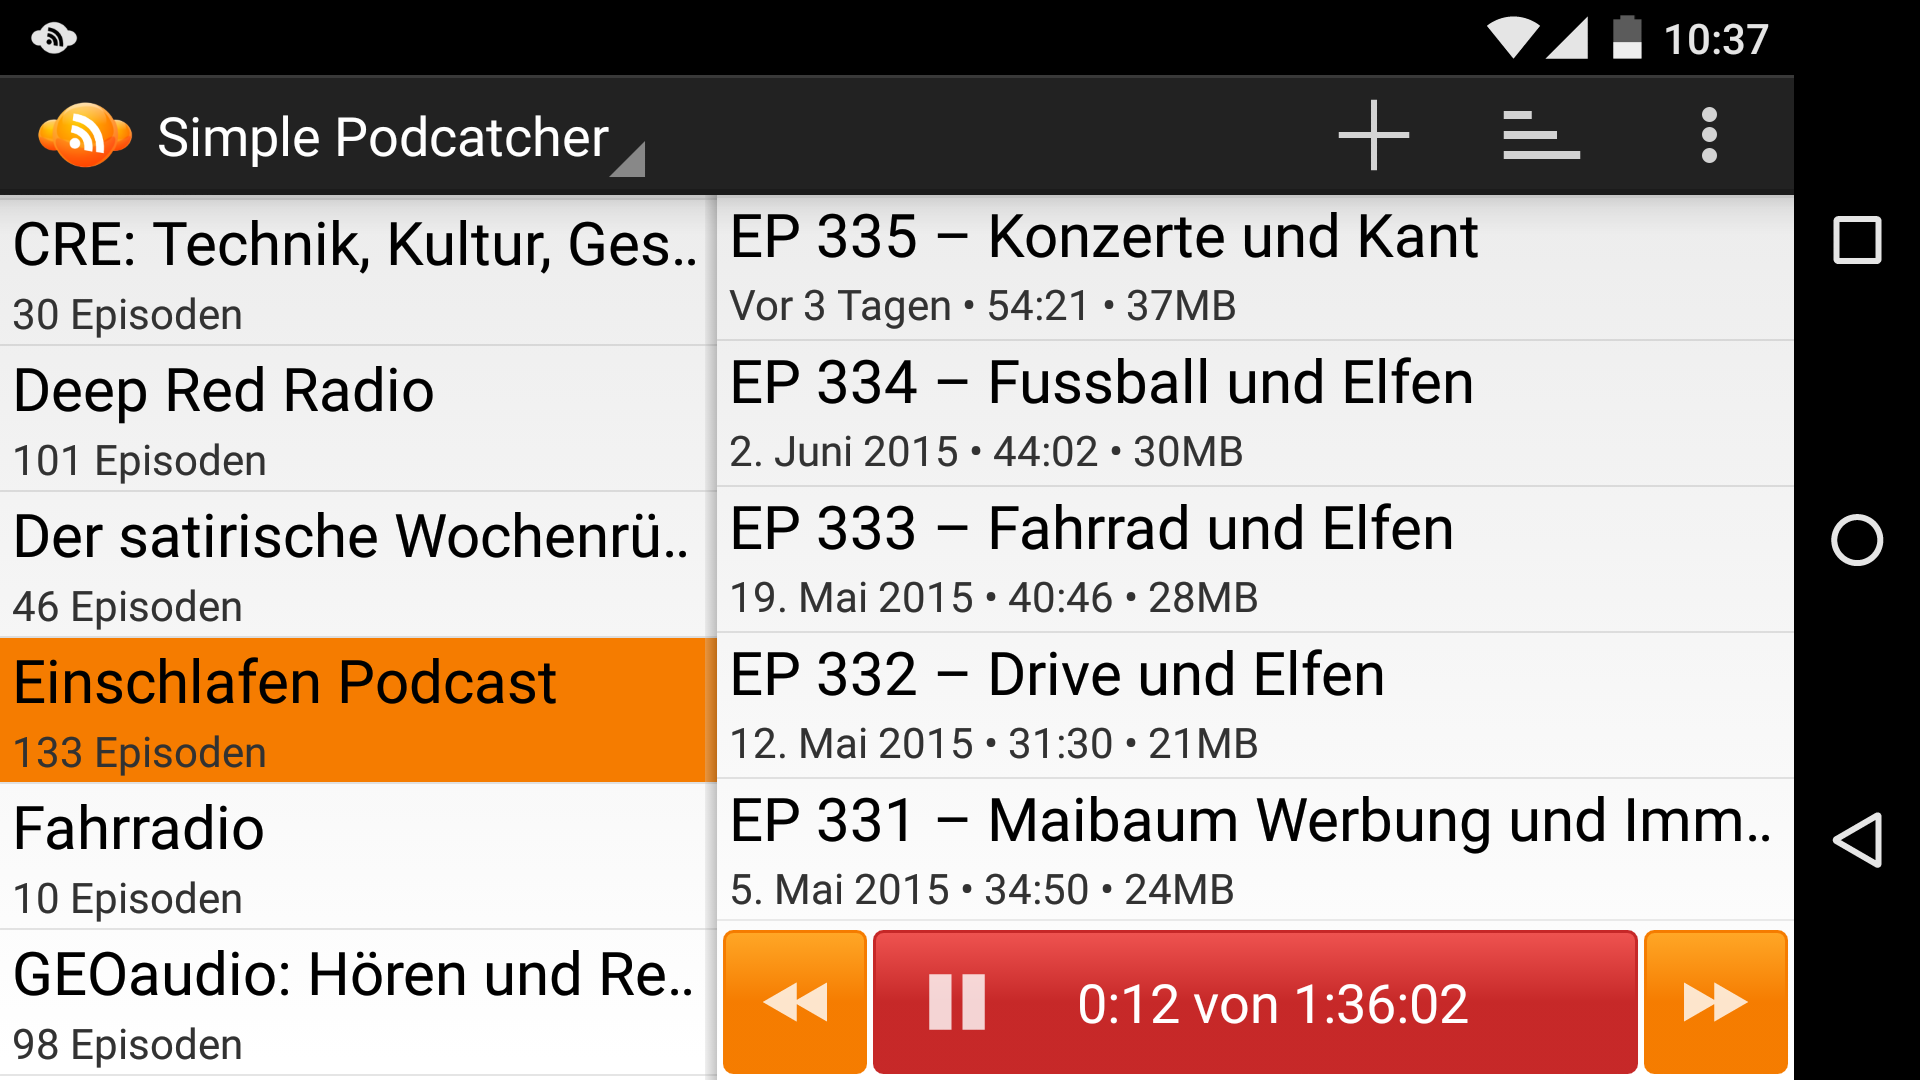 10:37
Simple Podcatcher
CRE: Technik, Kultur, Ges..
30 Episoden
Deep Red Radio
101 Episoden
Der satirische Wochenrü..
46 Episoden
Einschlafen Podcast
133 Episoden
Fahrradio
10 Episoden
GEOaudio: Hören und Re..
98 Episoden
EP 335 – Konzerte und Kant
Vor 3 Tagen • 54:21 • 37MB
EP 334 – Fussball und Elfen
2. Juni 2015 • 44:02 • 30MB
EP 333 – Fahrrad und Elfen
19. Mai 2015 • 40:46 • 28MB
EP 332 – Drive und Elfen
12. Mai 2015 • 31:30 • 21MB
EP 331 – Maibaum Werbung und Imm..
5. Mai 2015 • 34:50 • 24MB
0:12 von 1:36:02